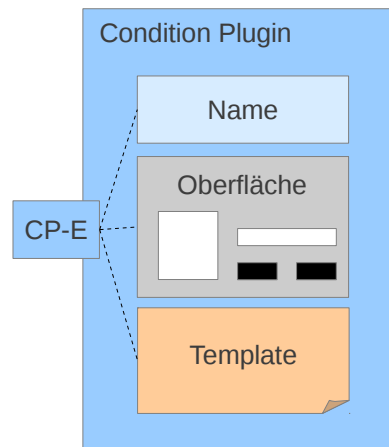 Condition Plugin
Name
Oberfläche
CP-E
Template